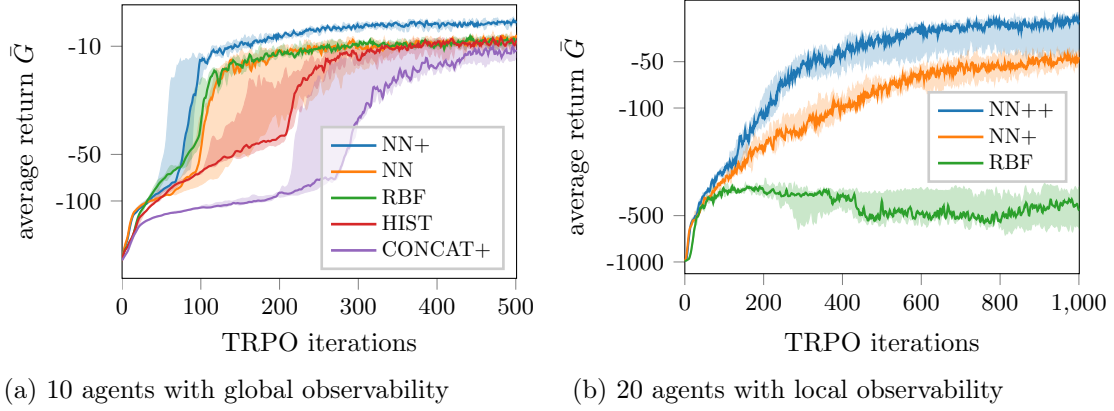 average return Ḡ
-10
-50
-100
0
100
200
300
400
500
TRPO iterations
NN+
NN
RBF
HIST
CONCAT+
(a) 10 agents with global observability
average return Ḡ
-50
-100
-500
-1000
0
200
400
600
800
1,000
TRPO iterations
NN++
NN+
RBF
(b) 20 agents with local observability